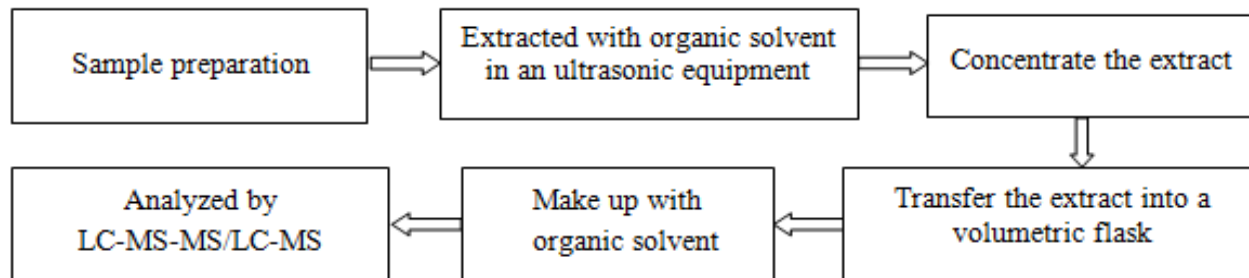 Sample preparation
Extracted with organic solvent
in an ultrasonic equipment
Concentrate the extract
Transfer the extract into a
volumetric flask
Make up with
organic solvent
Analyzed by
LC-MS-MS/LC-MS